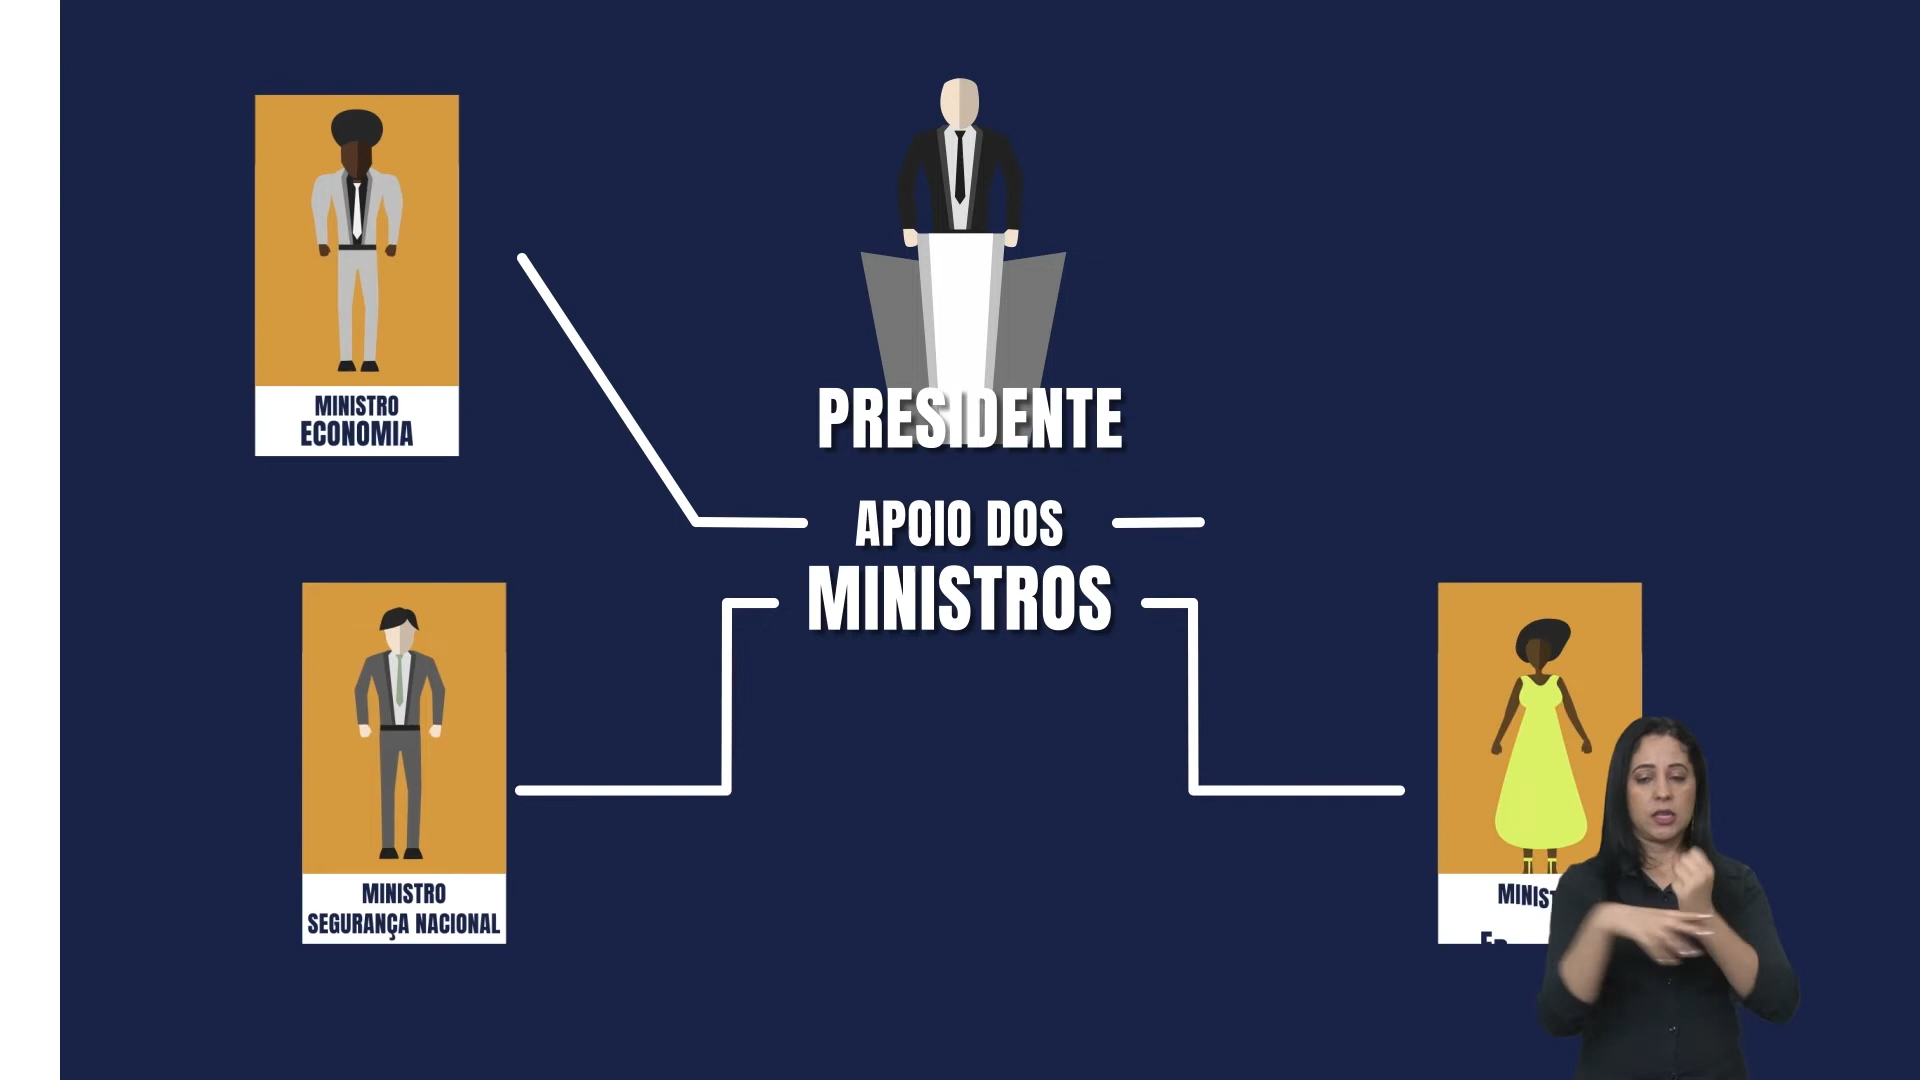 MINISTRO
ECONOMIA
PRESIDENTE
APOIO DOS
MINISTROS
MINISTRO
SEGURANÇA NACIONAL